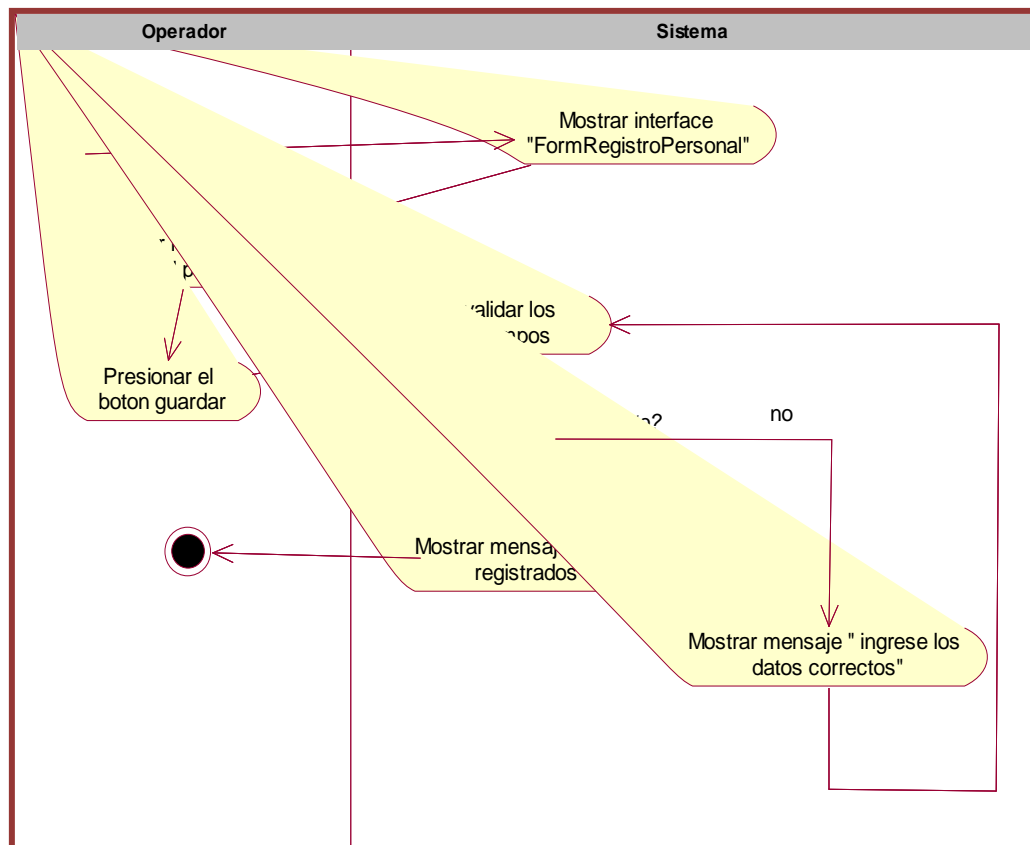 Operador
Sistema
Mostrar interface
"FormRegistroPersonal"
validar los
Presionar el
boton guardar
no
Mostrar
registrados
Mostrar mensaje " ingrese los
datos correctos"